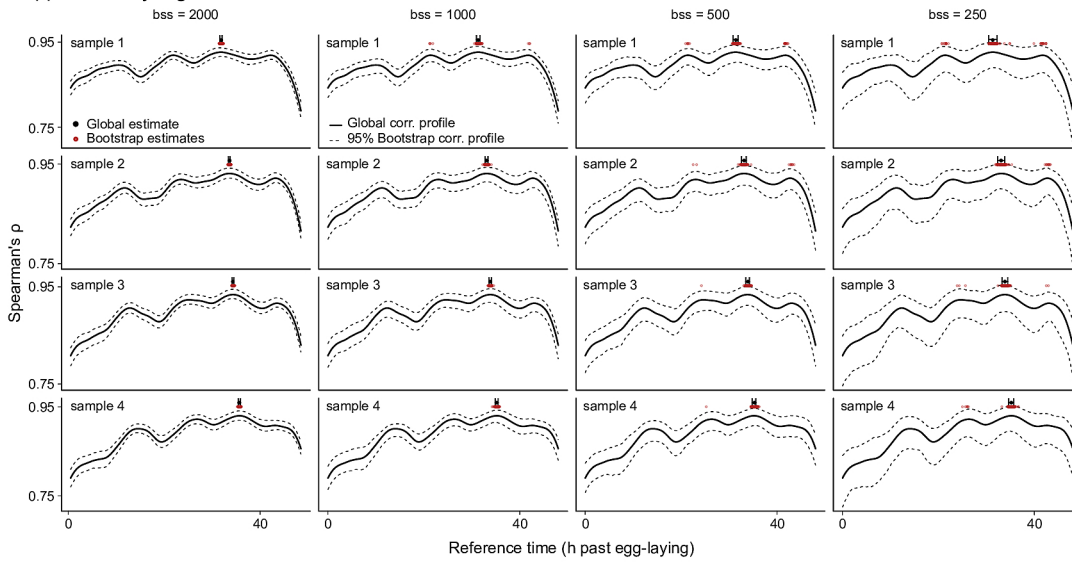 bss = 2000
bss = 1000
bss = 500
bss = 250
0.95
sample 1
sample 1
sample 1
sample 1
0.75
Global estimate
Bootstrap estimates
Global corr. profile
95% Bootstrap corr. profile
0.95
sample 2
sample 2
sample 2
sample 2
0.75
0.95
sample 3
sample 3
sample 3
sample 3
0.75
0.95
sample 4
sample 4
sample 4
sample 4
0.75
0
40
0
40
0
40
0
40
Spearman's ρ
Reference time (h past egg-laying)